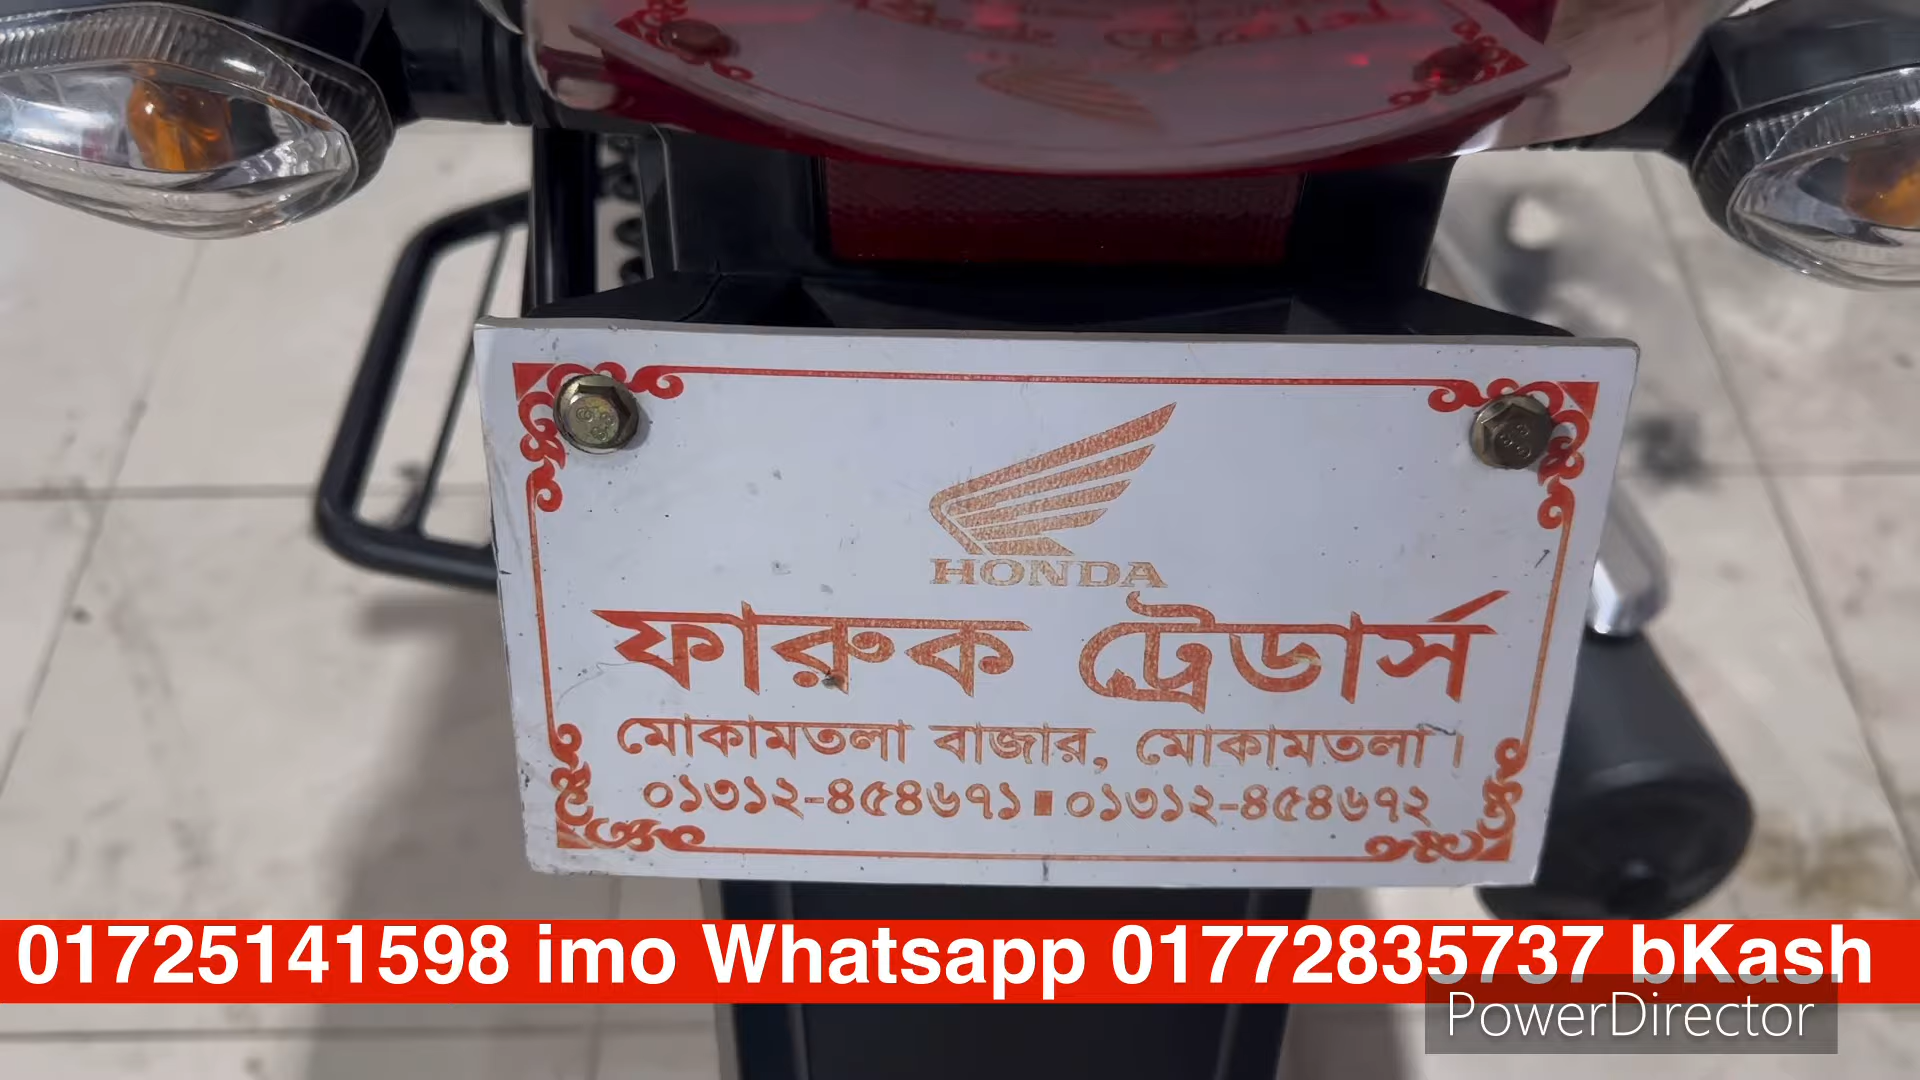 HONDA
ফারুক ট্রেডার্স
মোকামতলা বাজার, মোকামতলা।
০১৩১২-৪৫৪৬৭১ ■ ০১৩১২-৪৫৪৬৭২
01725141598 imo Whatsapp 01772835737 bKash
PowerDirector